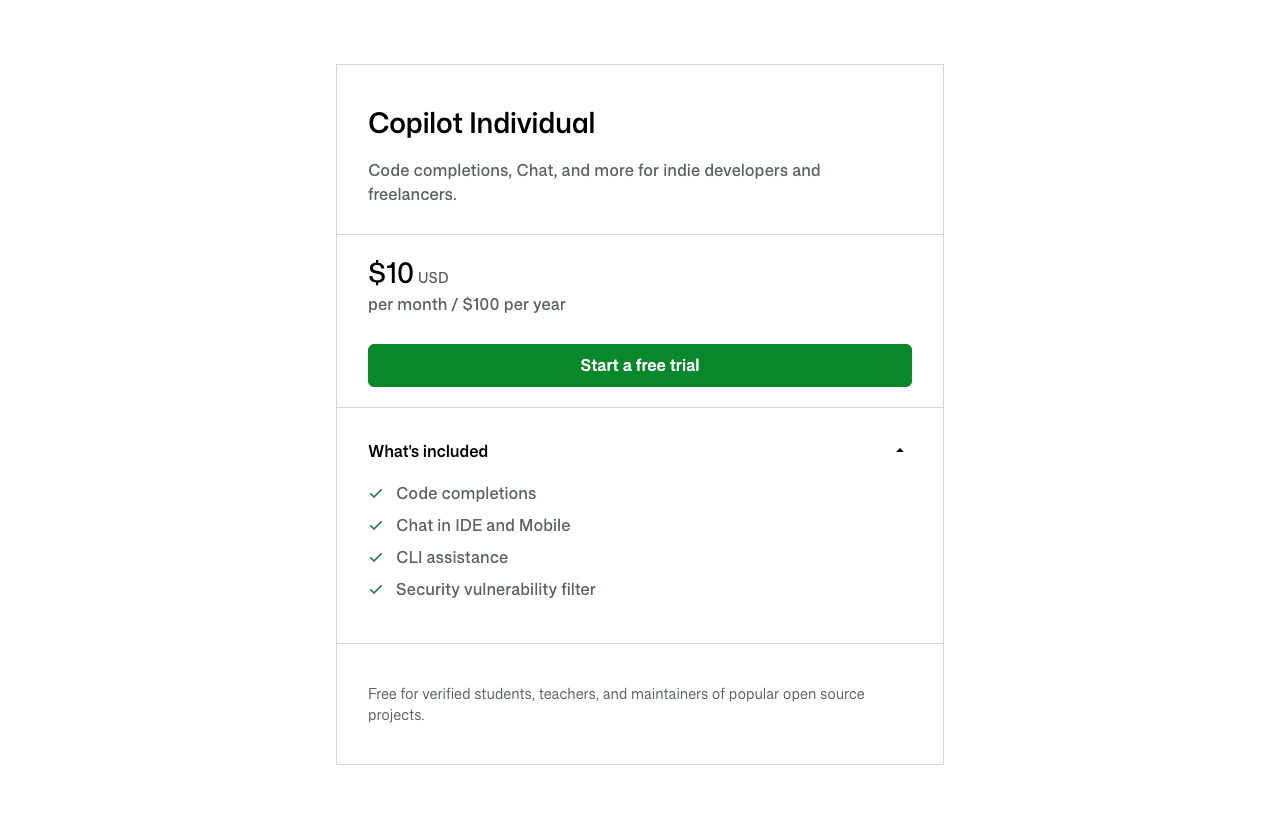 Copilot Individual
Code completions, Chat, and more for indie developers and
freelancers.
$10 USD
per month / $100 per year
Start a free trial
What's included
Code completions
Chat in IDE and Mobile
CLI assistance
Security vulnerability filter
Free for verified students, teachers, and maintainers of popular open source
projects.